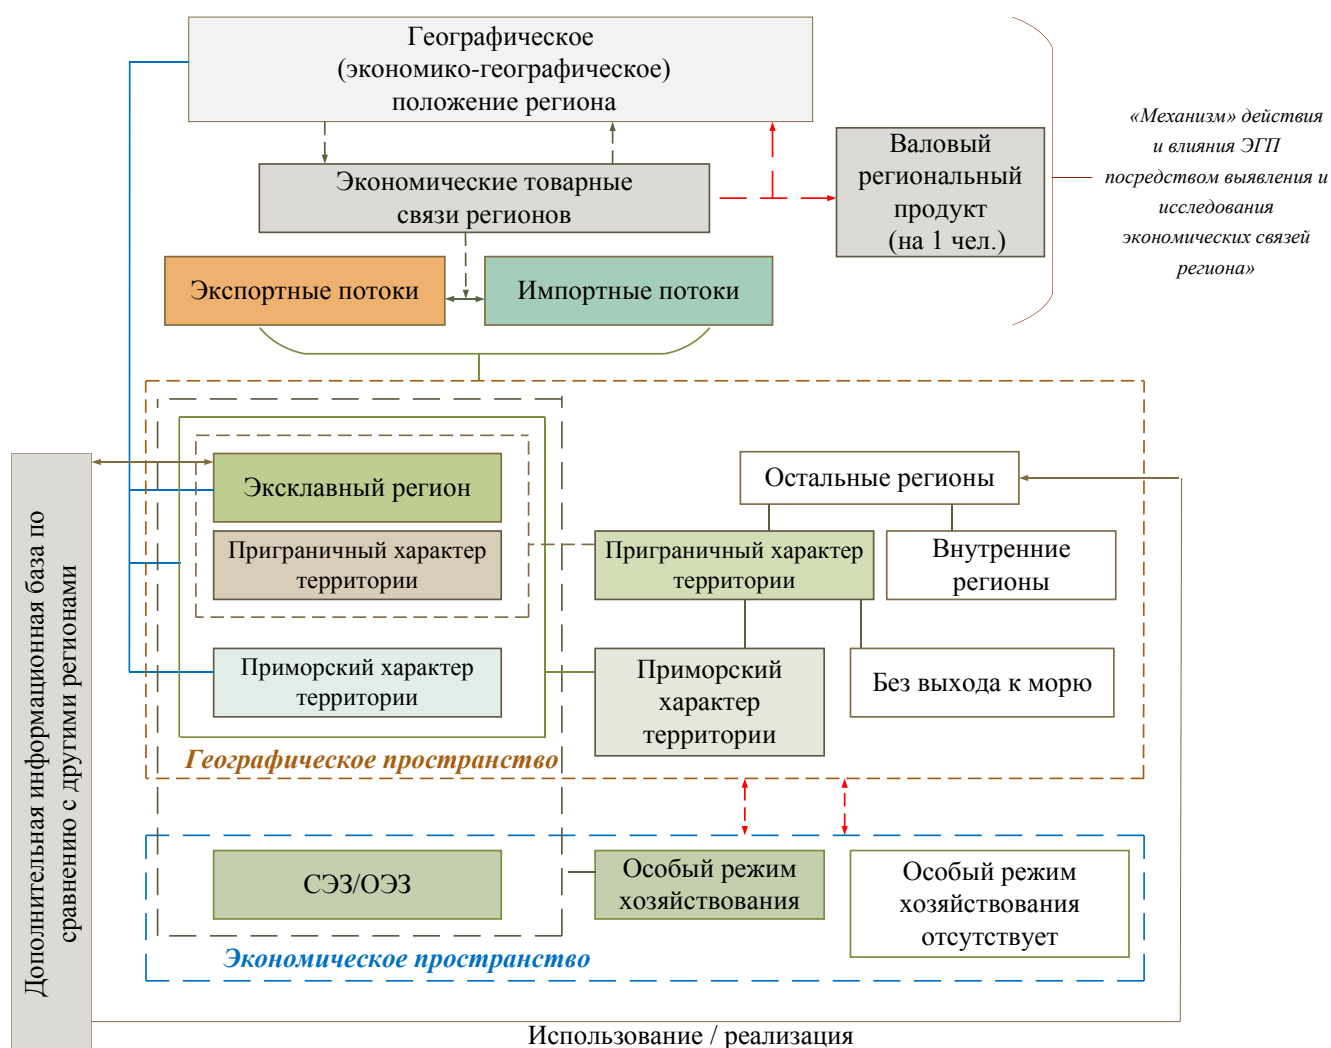 Географическое
(экономико-географическое)
положение региона
«Механизм» действия
и влияния ЭГП
посредством выявления и
исследования
экономических связей
региона»
Валовый
региональный
продукт
(на 1 чел.)
Экономические товарные
связи регионов
Экспортные потоки
Импортные потоки
Дополнительная информационная база по
сравнению с другими регионами
Эксклавный регион
Остальные регионы
Приграничный характер
территории
Приграничный характер
территории
Внутренние
регионы
Приморский характер
территории
Приморский
характер
территории
Без выхода к морю
Географическое пространство
СЭЗ/ОЭЗ
Особый режим
хозяйствования
Особый режим
хозяйствования
отсутствует
Экономическое пространство
Использование / реализация